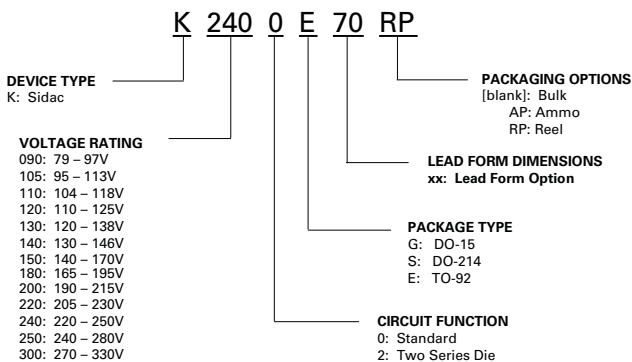 K 240 0 E 70 RP
DEVICE TYPE
K: Sidac
PACKAGING OPTIONS
[blank]: Bulk
AP: Ammo
RP: Reel
VOLTAGE RATING
090: 79 – 97V
105: 95 – 113V
110: 104 – 118V
120: 110 – 125V
130: 120 – 138V
140: 130 – 146V
150: 140 – 170V
180: 165 – 195V
200: 190 – 215V
220: 205 – 230V
240: 220 – 250V
250: 240 – 280V
300: 270 – 330V
LEAD FORM DIMENSIONS
xx: Lead Form Option
PACKAGE TYPE
G: DO-15
S: DO-214
E: TO-92
CIRCUIT FUNCTION
0: Standard
2: Two Series Die